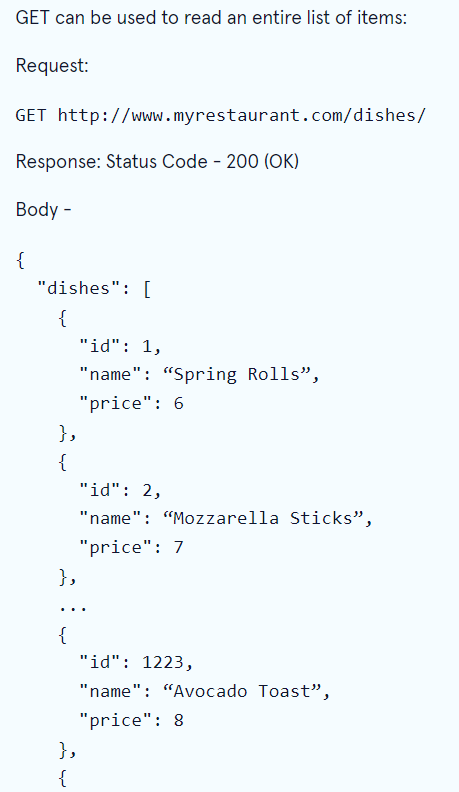 GET can be used to read an entire list of items:
Request:
GET http://www.myrestaurant.com/dishes/
Response: Status Code - 200 (OK)
Body -
{
  "dishes": [
    {
      "id": 1,
      "name": “Spring Rolls”,
      "price": 6
    },
    {
      "id": 2,
      "name": “Mozzarella Sticks”,
      "price": 7
    },
    ...
    {
      "id": 1223,
      "name": “Avocado Toast”,
      "price": 8
    },
    {